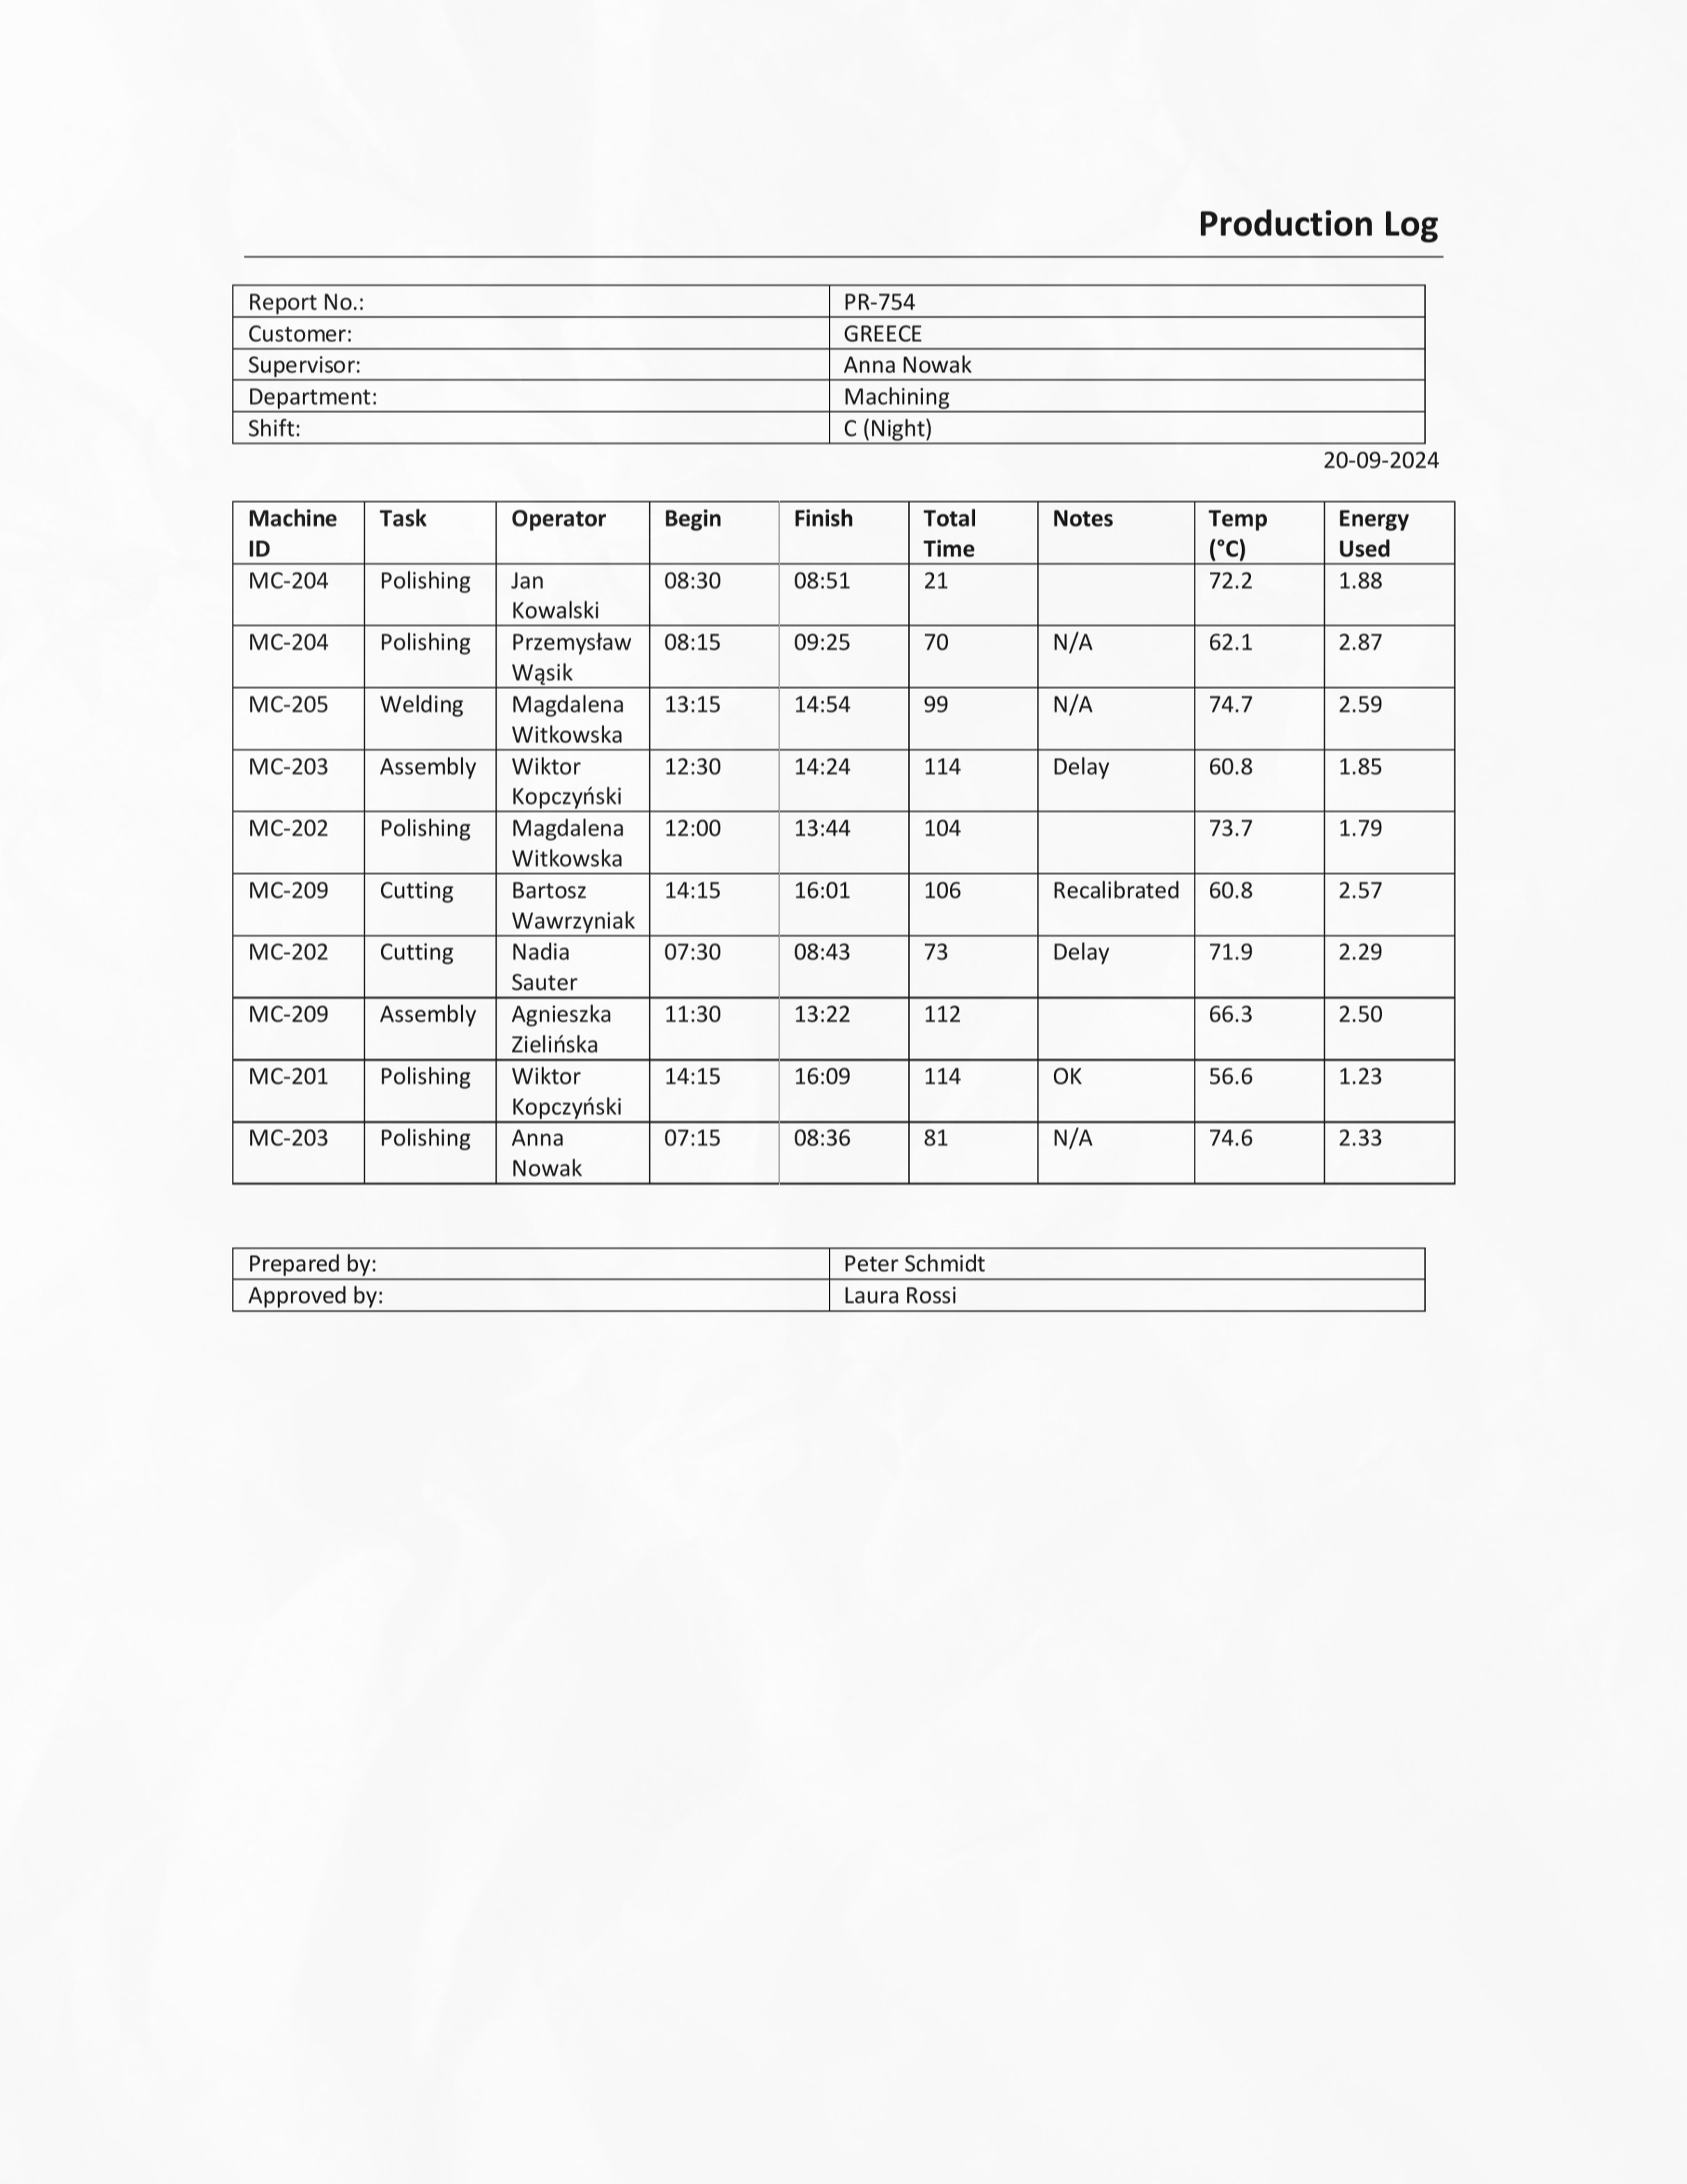 Production Log
Report No.: PR-754
Customer: GREECE
Supervisor: Anna Nowak
Department: Machining
Shift: C (Night)
20-09-2024
Machine ID Task Operator Begin Finish Total Time Notes Temp (°C) Energy Used
MC-204 Polishing Jan Kowalski 08:30 08:51 21 72.2 1.88
MC-204 Polishing Przemysław Wąsik 08:15 09:25 70 N/A 62.1 2.87
MC-205 Welding Magdalena Witkowska 13:15 14:54 99 N/A 74.7 2.59
MC-203 Assembly Wiktor Kopczyński 12:30 14:24 114 Delay 60.8 1.85
MC-202 Polishing Magdalena Witkowska 12:00 13:44 104 73.7 1.79
MC-209 Cutting Bartosz Wawrzyniak 14:15 16:01 106 Recalibrated 60.8 2.57
MC-202 Cutting Nadia Sauter 07:30 08:43 73 Delay 71.9 2.29
MC-209 Assembly Agnieszka Zielińska 11:30 13:22 112 66.3 2.50
MC-201 Polishing Wiktor Kopczyński 14:15 16:09 114 OK 56.6 1.23
MC-203 Polishing Anna Nowak 07:15 08:36 81 N/A 74.6 2.33
Prepared by: Peter Schmidt
Approved by: Laura Rossi